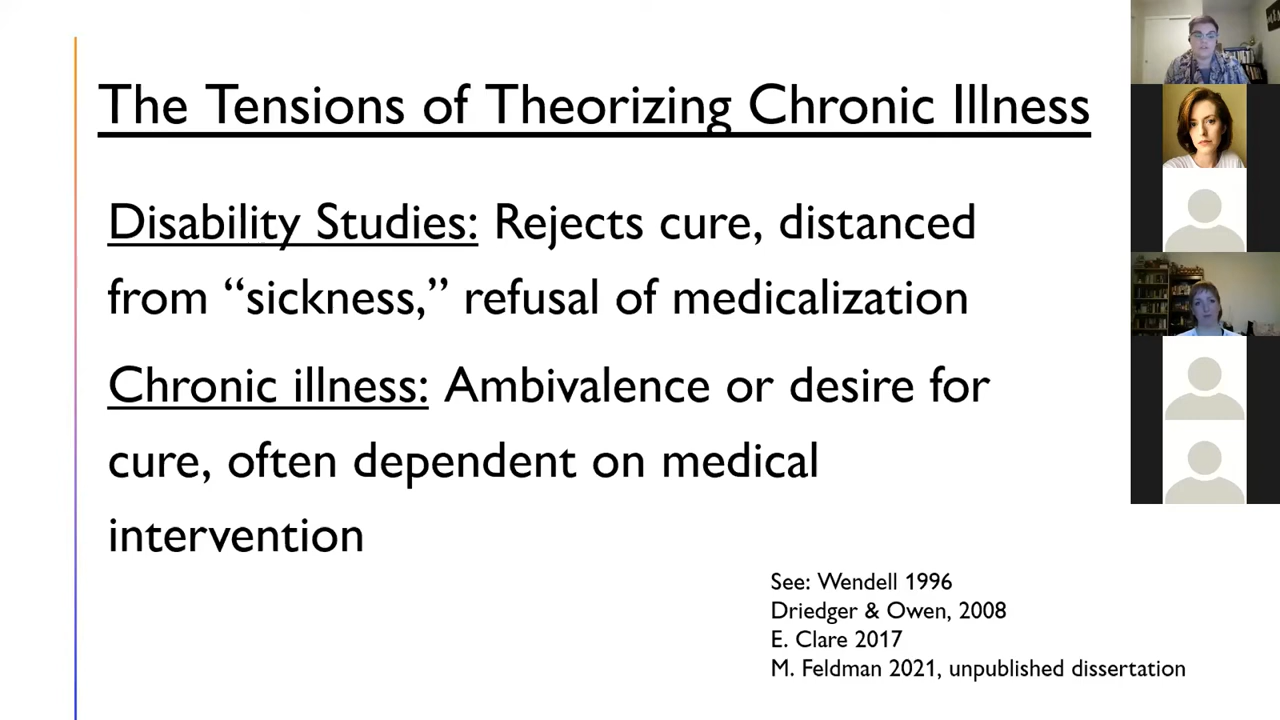 The Tensions of Theorizing Chronic Illness
Disability Studies: Rejects cure, distanced
from “sickness,” refusal of medicalization
Chronic illness: Ambivalence or desire for
cure, often dependent on medical
intervention
See: Wendell 1996
Driedger & Owen, 2008
E. Clare 2017
M. Feldman 2021, unpublished dissertation